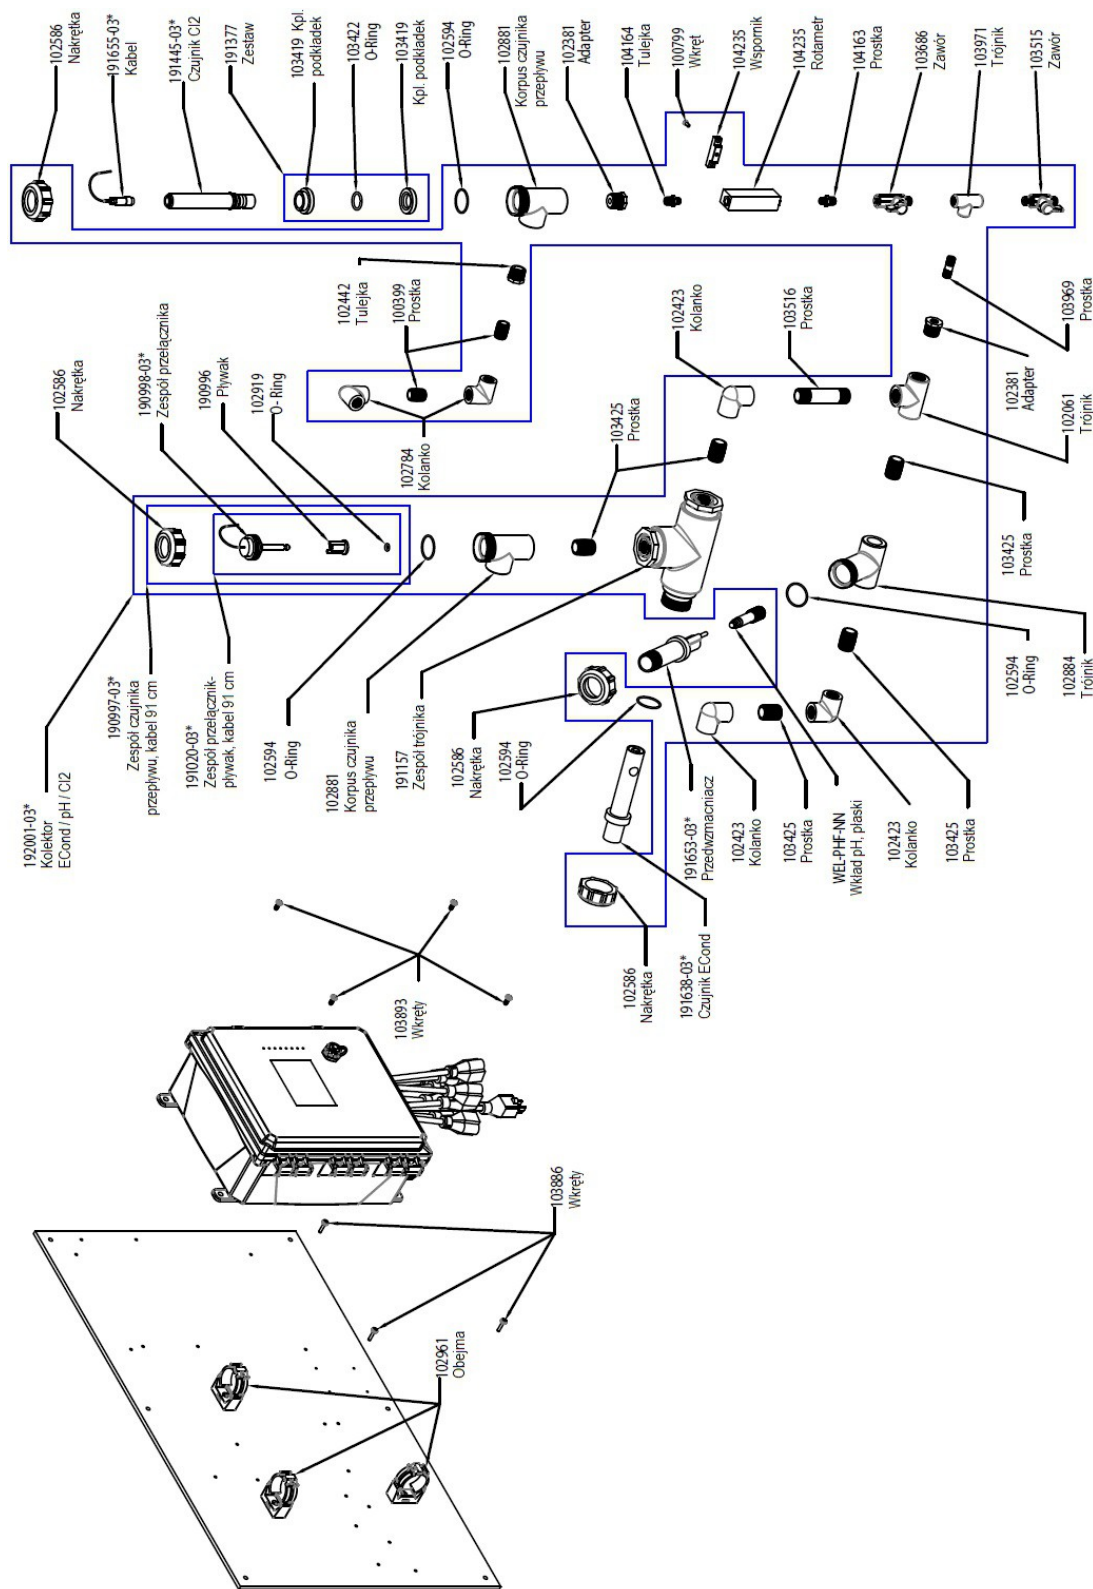 102586
Nakrętka
191655-03*
Kabel
191445-03*
Czujnik Cl2
191377
Zestaw
103419 Kpl.
podkładek
103422
O-Ring
103419
Kpl. podkładek
102594
O-Ring
102881
Korpus czujnika
przepływu
102381
Adapter
104164
Tulejka
100799
Wkręt
104235
Wspornik
104235
Rotametr
104163
Prostka
103686
Zawór
103971
Trójnik
103515
Zawór
102442
Tulejka
100399
Prostka
102784
Kolanko
102423
Kolanko
103516
Prostka
103969
Prostka
102381
Adapter
102061
Trójnik
102586
Nakrętka
190998-03*
Zespół przełącznika
190996
Pływak
102919
O- Ring
103425
Prostka
103425
Prostka
192001-03*
Kolektor
ECond / pH / Cl2
190997-03*
Zespół czujnika
przepływu, kabel 91 cm
191020-03*
Zespół przełącznik-
pływak, kabel 91 cm
102594
O-Ring
102881
Korpus czujnika
przepływu
191157
Zespół trójnika
102586
Nakrętka
102594
O-Ring
102594
O-Ring
102884
Trójnik
191653-03*
Przedwzmacniacz
102423
Kolanko
103425
Prostka
WEL-PHF-NN
Wkład pH, płaski
102423
Kolanko
103425
Prostka
102586
Nakrętka
191638-03*
Czujnik ECond
103893
Wkręty
103886
Wkręty
102961
Obejma